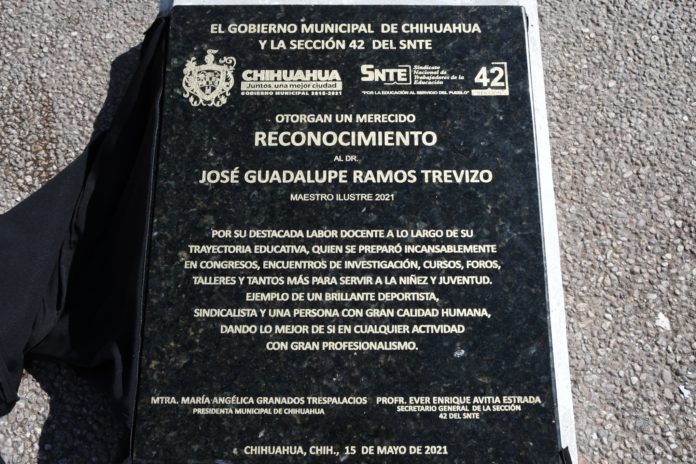 EL GOBIERNO MUNICIPAL DE CHIHUAHUA
Y LA SECCIÓN 42 DEL SNTE
CHIHUAHUA
Juntos, una mejor ciudad
GOBIERNO MUNICIPAL 2018-2021
SNTE
Sindicato
Nacional de
Trabajadores de la
Educación
"POR LA EDUCACIÓN AL SERVICIO DEL PUEBLO"
42
OTORGAN UN MERECIDO
RECONOCIMIENTO
AL DR.
JOSÉ GUADALUPE RAMOS TREVIZO
MAESTRO ILUSTRE 2021
POR SU DESTACADA LABOR DOCENTE A LO LARGO DE SU
TRAYECTORIA EDUCATIVA, QUIEN SE PREPARÓ INCANSABLEMENTE
EN CONGRESOS, ENCUENTROS DE INVESTIGACIÓN, CURSOS, FOROS,
TALLERES Y TANTOS MÁS PARA SERVIR A LA NIÑEZ Y JUVENTUD.
EJEMPLO DE UN BRILLANTE DEPORTISTA,
SINDICALISTA Y UNA PERSONA CON GRAN CALIDAD HUMANA,
DANDO LO MEJOR DE SI EN CUALQUIER ACTIVIDAD
CON GRAN PROFESIONALISMO.
MTRA. MARÍA ANGÉLICA GRANADOS TRESPALACIOS
PRESIDENTA MUNICIPAL DE CHIHUAHUA
PROFR. EVER ENRIQUE AVITIA ESTRADA
SECRETARIO GENERAL DE LA SECCIÓN
42 DEL SNTE
CHIHUAHUA, CHIH., 15 DE MAYO DE 2021